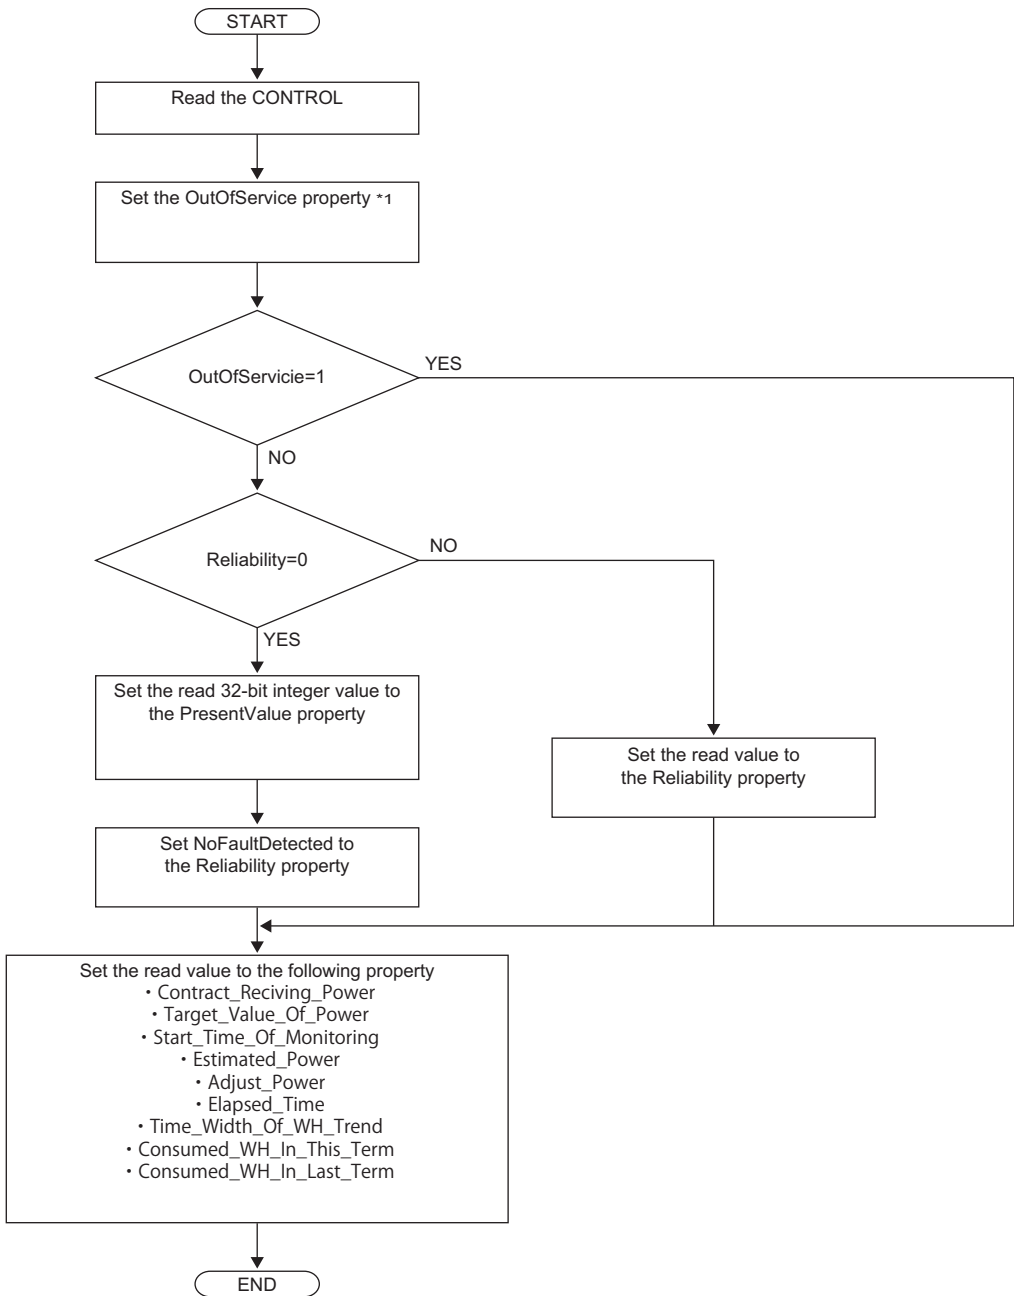 START
Read the CONTROL
Set the OutOfService property *1
OutOfServicie=1
YES
NO
Reliability=0
NO
YES
Set the read 32-bit integer value to
the PresentValue property
Set the read value to
the Reliability property
Set NoFaultDetected to
the Reliability property
Set the read value to the following property
・Contract_Reciving_Power
・Target_Value_Of_Power
・Start_Time_Of_Monitoring
・Estimated_Power
・Adjust_Power
・Elapsed_Time
・Time_Width_Of_WH_Trend
・Consumed_WH_In_This_Term
・Consumed_WH_In_Last_Term
END